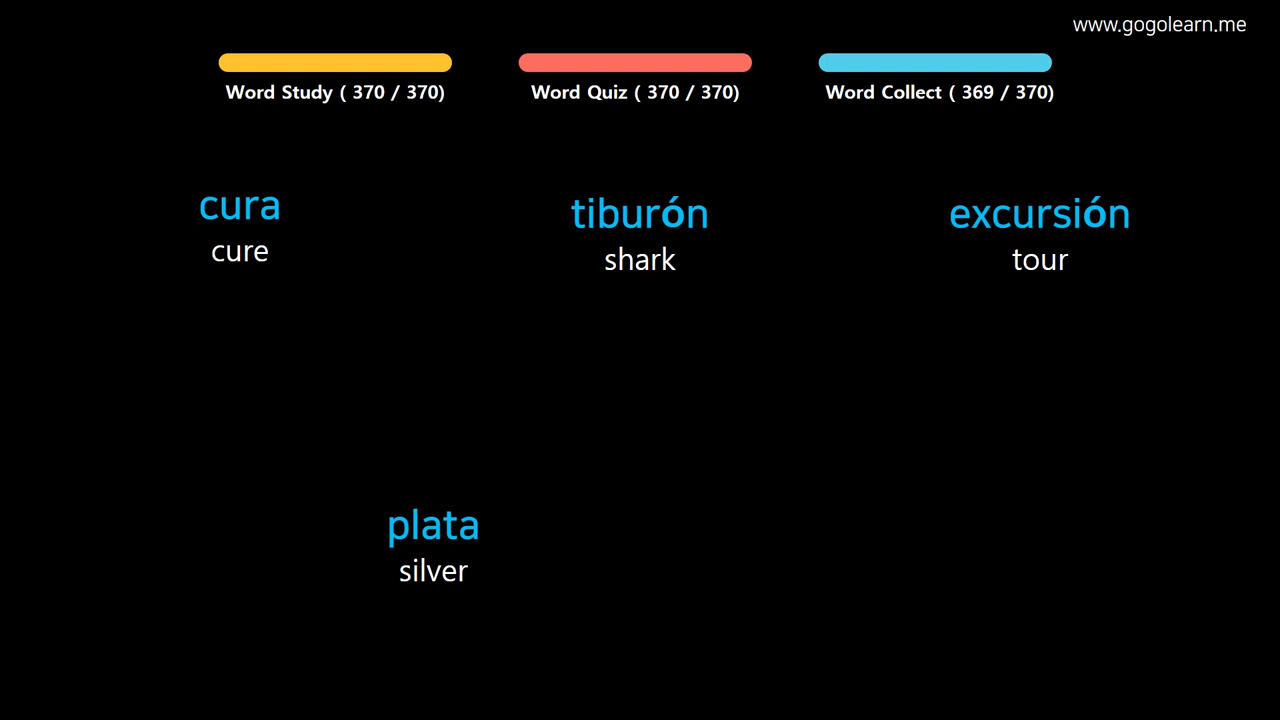 www.gogolearn.me
Word Study ( 370 / 370)
Word Quiz ( 370 / 370)
Word Collect ( 369 / 370)
cura
cure
tiburón
shark
excursión
tour
plata
silver